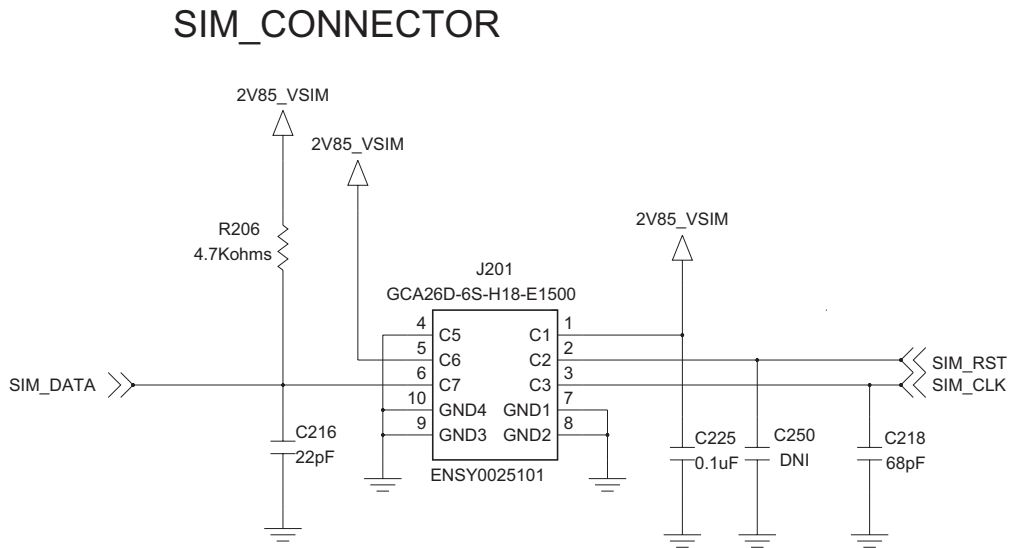 SIM_CONNECTOR
2V85_VSIM
2V85_VSIM
R206
4.7Kohms
2V85_VSIM
J201
GCA26D-6S-H18-E1500
4 C5 C1 1
5 C6 C2 2
6 C7 C3 3
10 GND4 GND1 7
9 GND3 GND2 8
ENSY0025101
SIM_DATA
SIM_RST
SIM_CLK
C216
22pF
C225
0.1uF
C250
DNI
C218
68pF